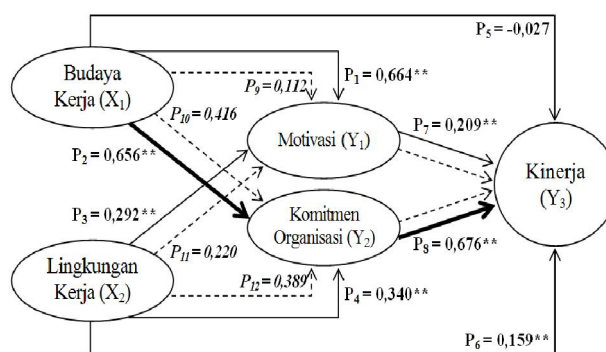 P5 = -0,027
Budaya
Kerja (X1)
P1 = 0,664**
P9 = 0,112
P10 = 0,416
P2 = 0,656**
Motivasi (Y1)
P7 = 0,209**
Kinerja
(Y3)
P3 = 0,292**
Komitmen
Organisasi (Y2)
P11 = 0,220
P8 = 0,676**
Lingkungan
Kerja (X2)
P12 = 0,389
P4 = 0,340**
P6 = 0,159**